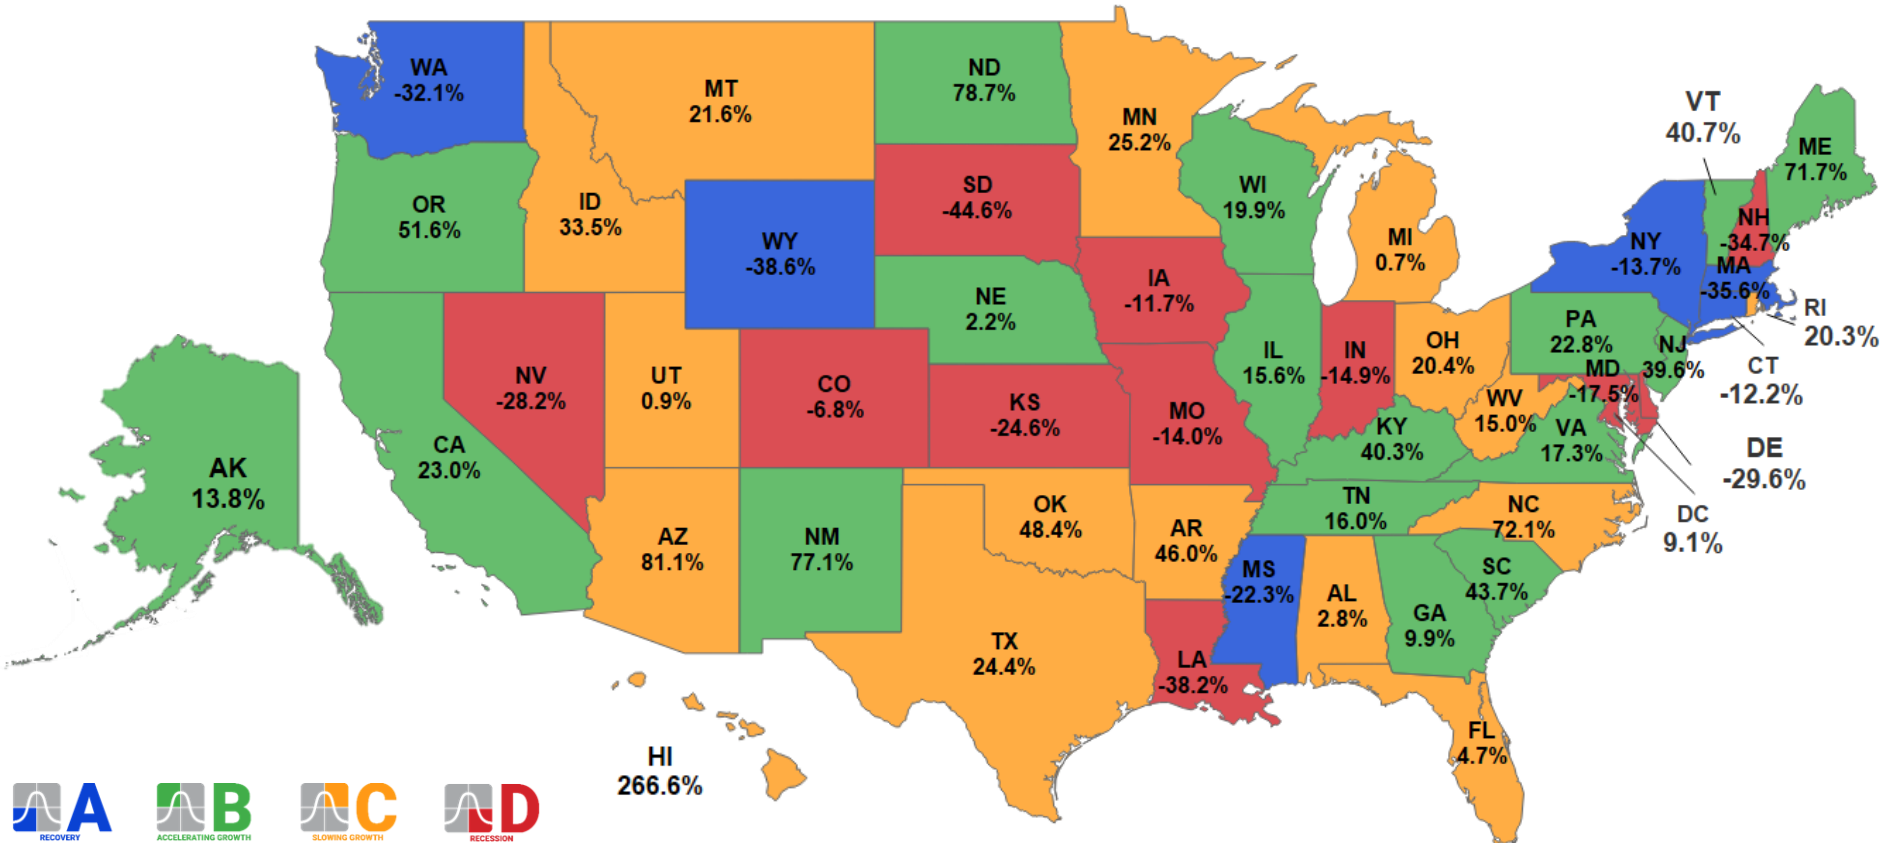 WA
-32.1%
MT
21.6%
ND
78.7%
MN
25.2%
VT
40.7%
ME
71.7%
OR
51.6%
ID
33.5%
WY
-38.6%
SD
-44.6%
WI
19.9%
MI
0.7%
NY
-13.7%
NH
-34.7%
MA
-35.6%
RI
20.3%
CT
-12.2%
NE
2.2%
IA
-11.7%
IL
15.6%
IN
-14.9%
OH
20.4%
PA
22.8%
NJ
39.6%
MD
-17.5%
DE
-29.6%
DC
9.1%
NV
-28.2%
UT
0.9%
CO
-6.8%
KS
-24.6%
MO
-14.0%
KY
40.3%
WV
15.0%
VA
17.3%
AK
13.8%
CA
23.0%
AZ
81.1%
NM
77.1%
OK
48.4%
AR
46.0%
TN
16.0%
NC
72.1%
SC
43.7%
MS
-22.3%
AL
2.8%
GA
9.9%
TX
24.4%
LA
-38.2%
FL
4.7%
HI
266.6%
A
RECOVERY
B
ACCELERATING GROWTH
C
SLOWING GROWTH
D
RECESSION